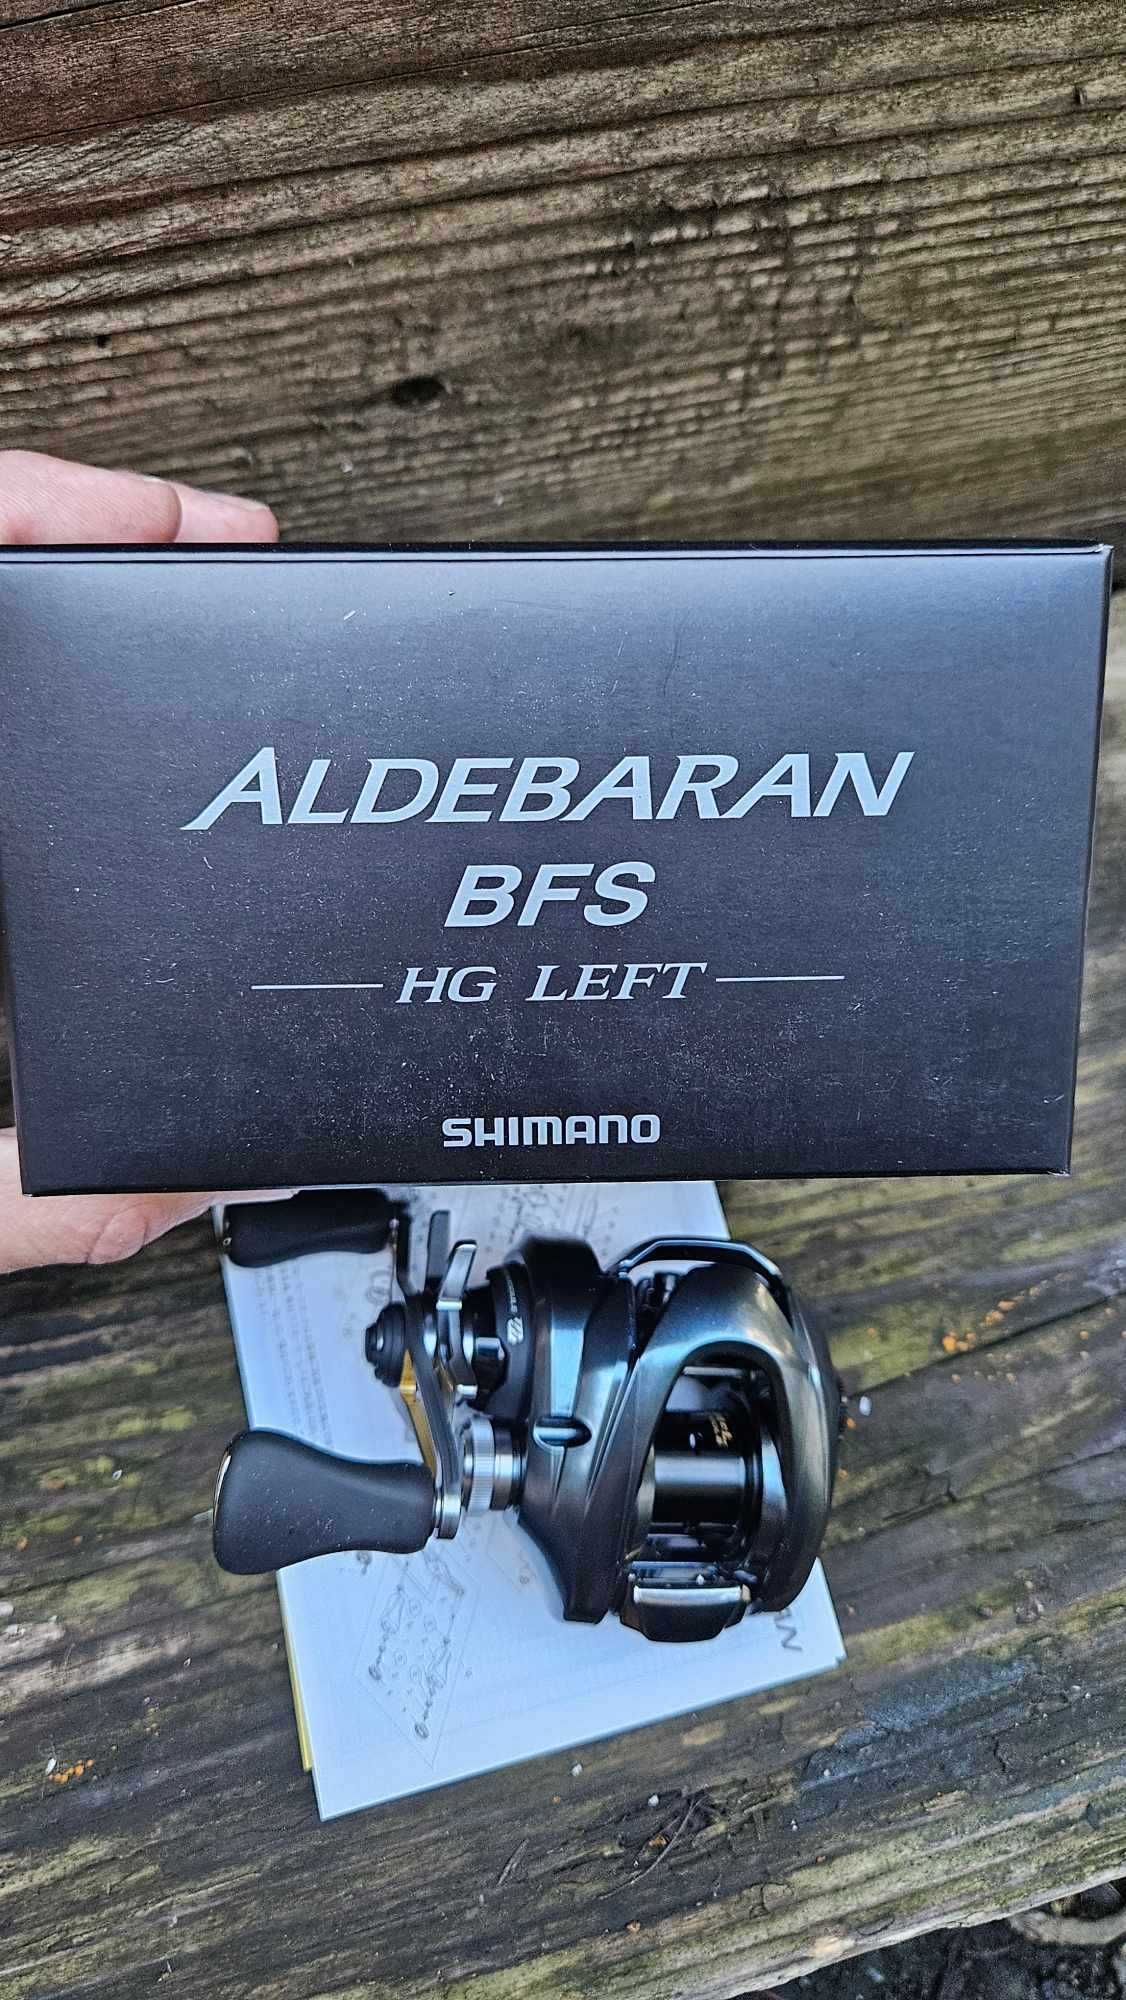 ALDEBARAN
BFS
HG LEFT
SHIMANO